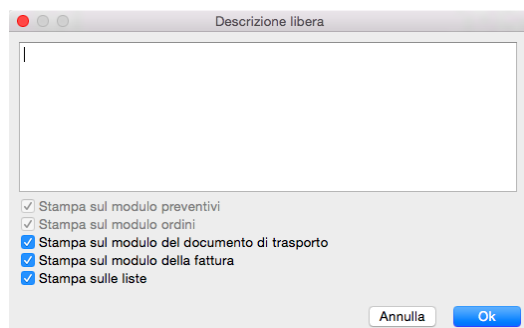 Descrizione libera
Stampa sul modulo preventivi
Stampa sul modulo ordini
Stampa sul modulo del documento di trasporto
Stampa sul modulo della fattura
Stampa sulle liste
Annulla Ok